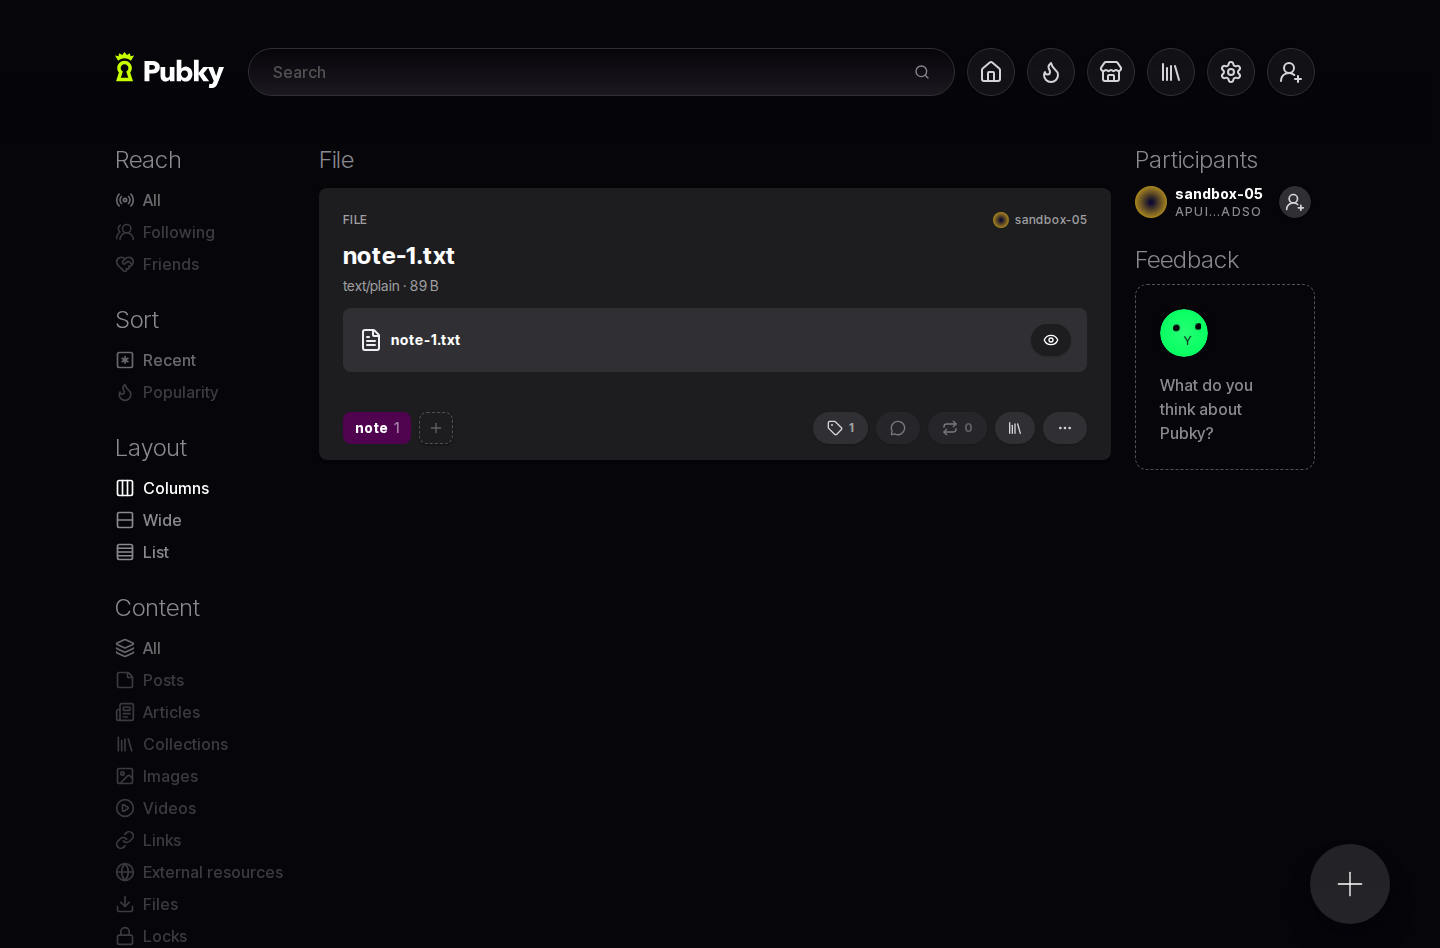 Pubky
Search
Reach
All
Following
Friends
Sort
Recent
Popularity
Layout
Columns
Wide
List
Content
All
Posts
Articles
Collections
Images
Videos
Links
External resources
Files
Locks
File
FILE
sandbox-05
note-1.txt
text/plain · 89 B
note-1.txt
note 1
1
0
Participants
sandbox-05
APUI...ADSO
Feedback
What do you
think about
Pubky?